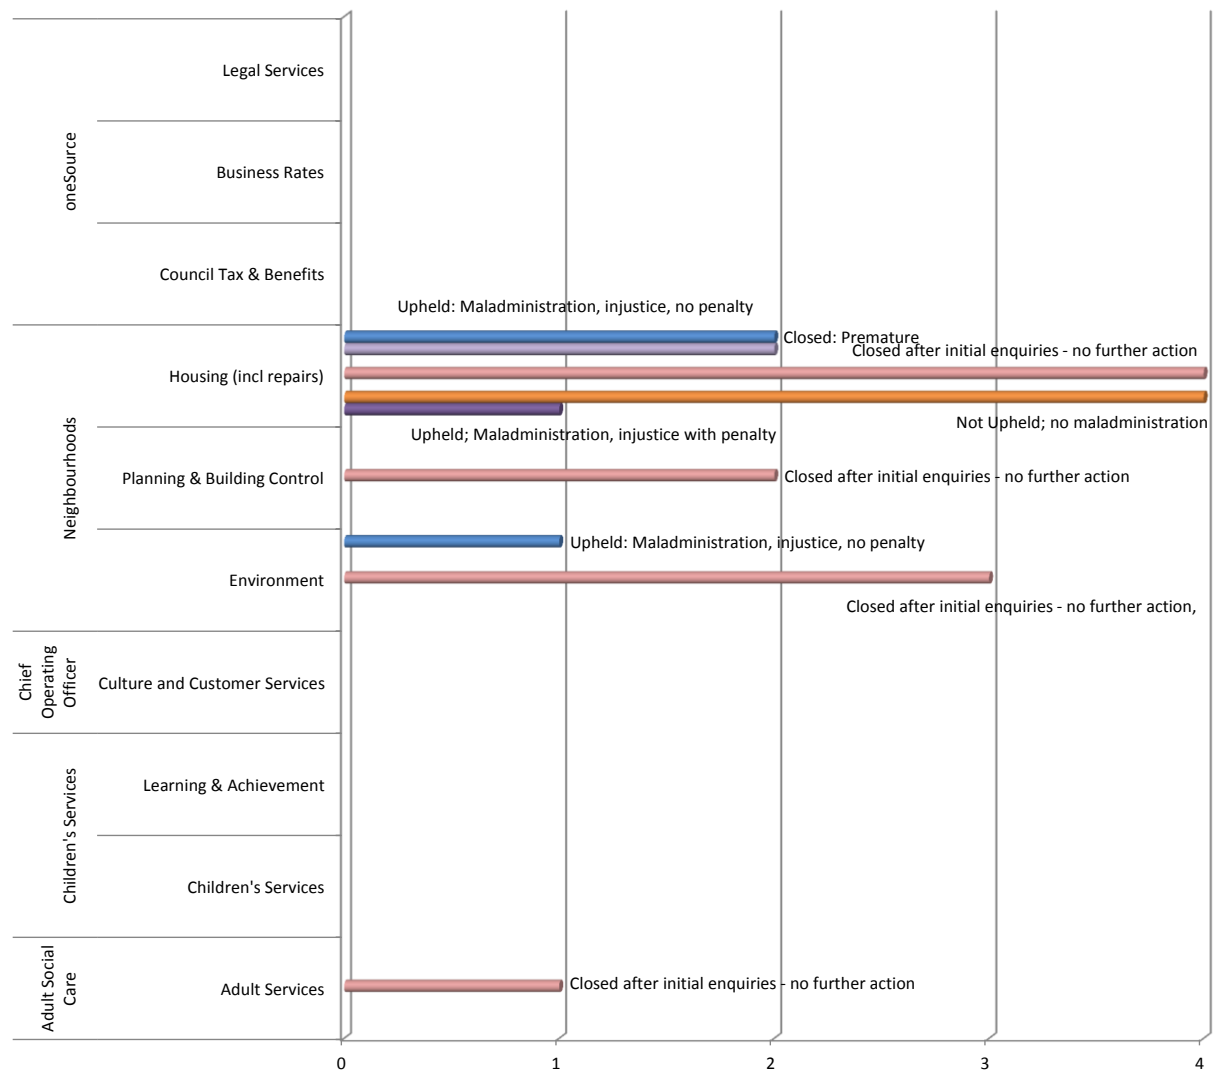 Legal Services
oneSource
Business Rates
Council Tax & Benefits
Upheld: Maladministration, injustice, no penalty
Closed: Premature
Closed after initial enquiries - no further action
Housing (incl repairs)
Not Upheld; no maladministration
Upheld; Maladministration, injustice with penalty
Neighbourhoods
Planning & Building Control
Closed after initial enquiries - no further action
Upheld: Maladministration, injustice, no penalty
Environment
Closed after initial enquiries - no further action,
Chief
Operating
Officer
Culture and Customer Services
Learning & Achievement
Children's Services
Children's Services
Adult Social
Care
Adult Services
Closed after initial enquiries - no further action
0 1 2 3 4